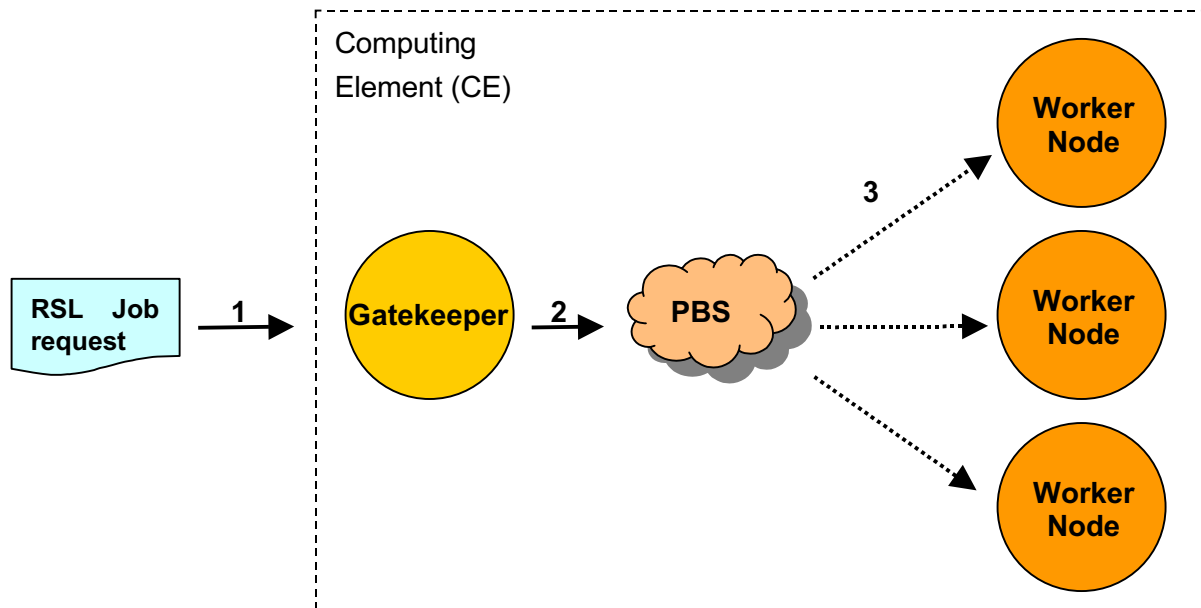 Computing
Element (CE)
RSL Job
request
1
Gatekeeper
2
PBS
3
Worker
Node
Worker
Node
Worker
Node